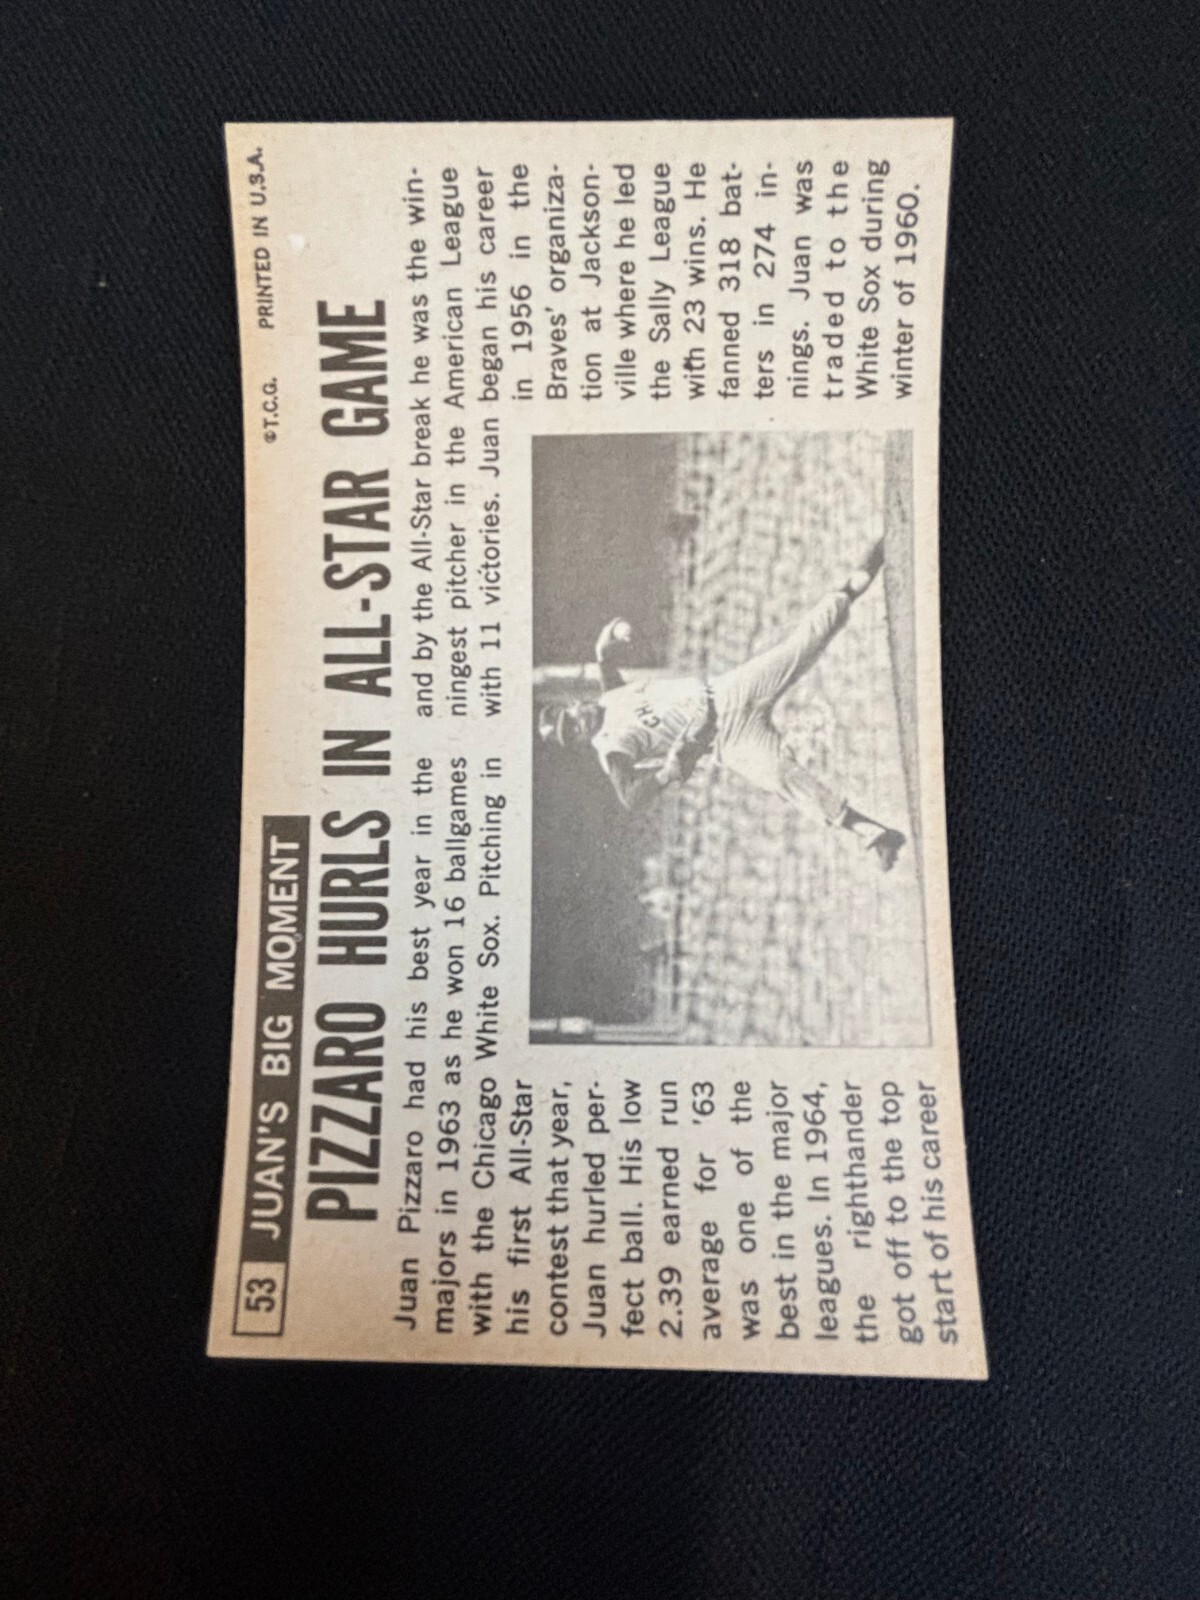 53 JUAN'S BIG MOMENT ©T.C.G. PRINTED IN U.S.A.
PIZZARO HURLS IN ALL-STAR GAME
Juan Pizzaro had his best year in the
majors in 1963 as he won 16 ballgames
with the Chicago White Sox. Pitching in
his first All-Star
contest that year,
Juan hurled per-
fect ball. His low
2.39 earned run
average for '63
was one of the
best in the major
leagues. In 1964,
the righthander
got off to the top
start of his career
CH
and by the All-Star break he was the win-
ningest pitcher in the American League
with 11 victories. Juan began his career
in 1956 in the
Braves' organiza-
tion at Jackson-
ville where he led
the Sally League
with 23 wins. He
fanned 318 bat-
ters in 274 in-
nings. Juan was
traded to the
White Sox during
winter of 1960.